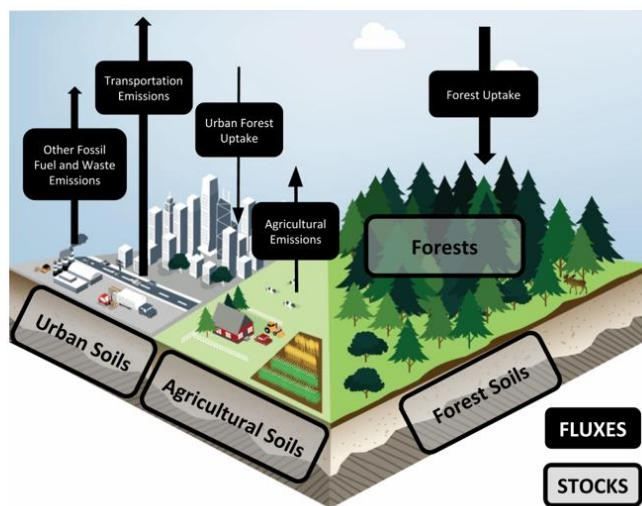 Transportation
Emissions
Other Fossil
Fuel and Waste
Emissions
Urban Forest
Uptake
Agricultural
Emissions
Forest Uptake
Forests
Urban Soils
Agricultural Soils
Forest Soils
FLUXES
STOCKS